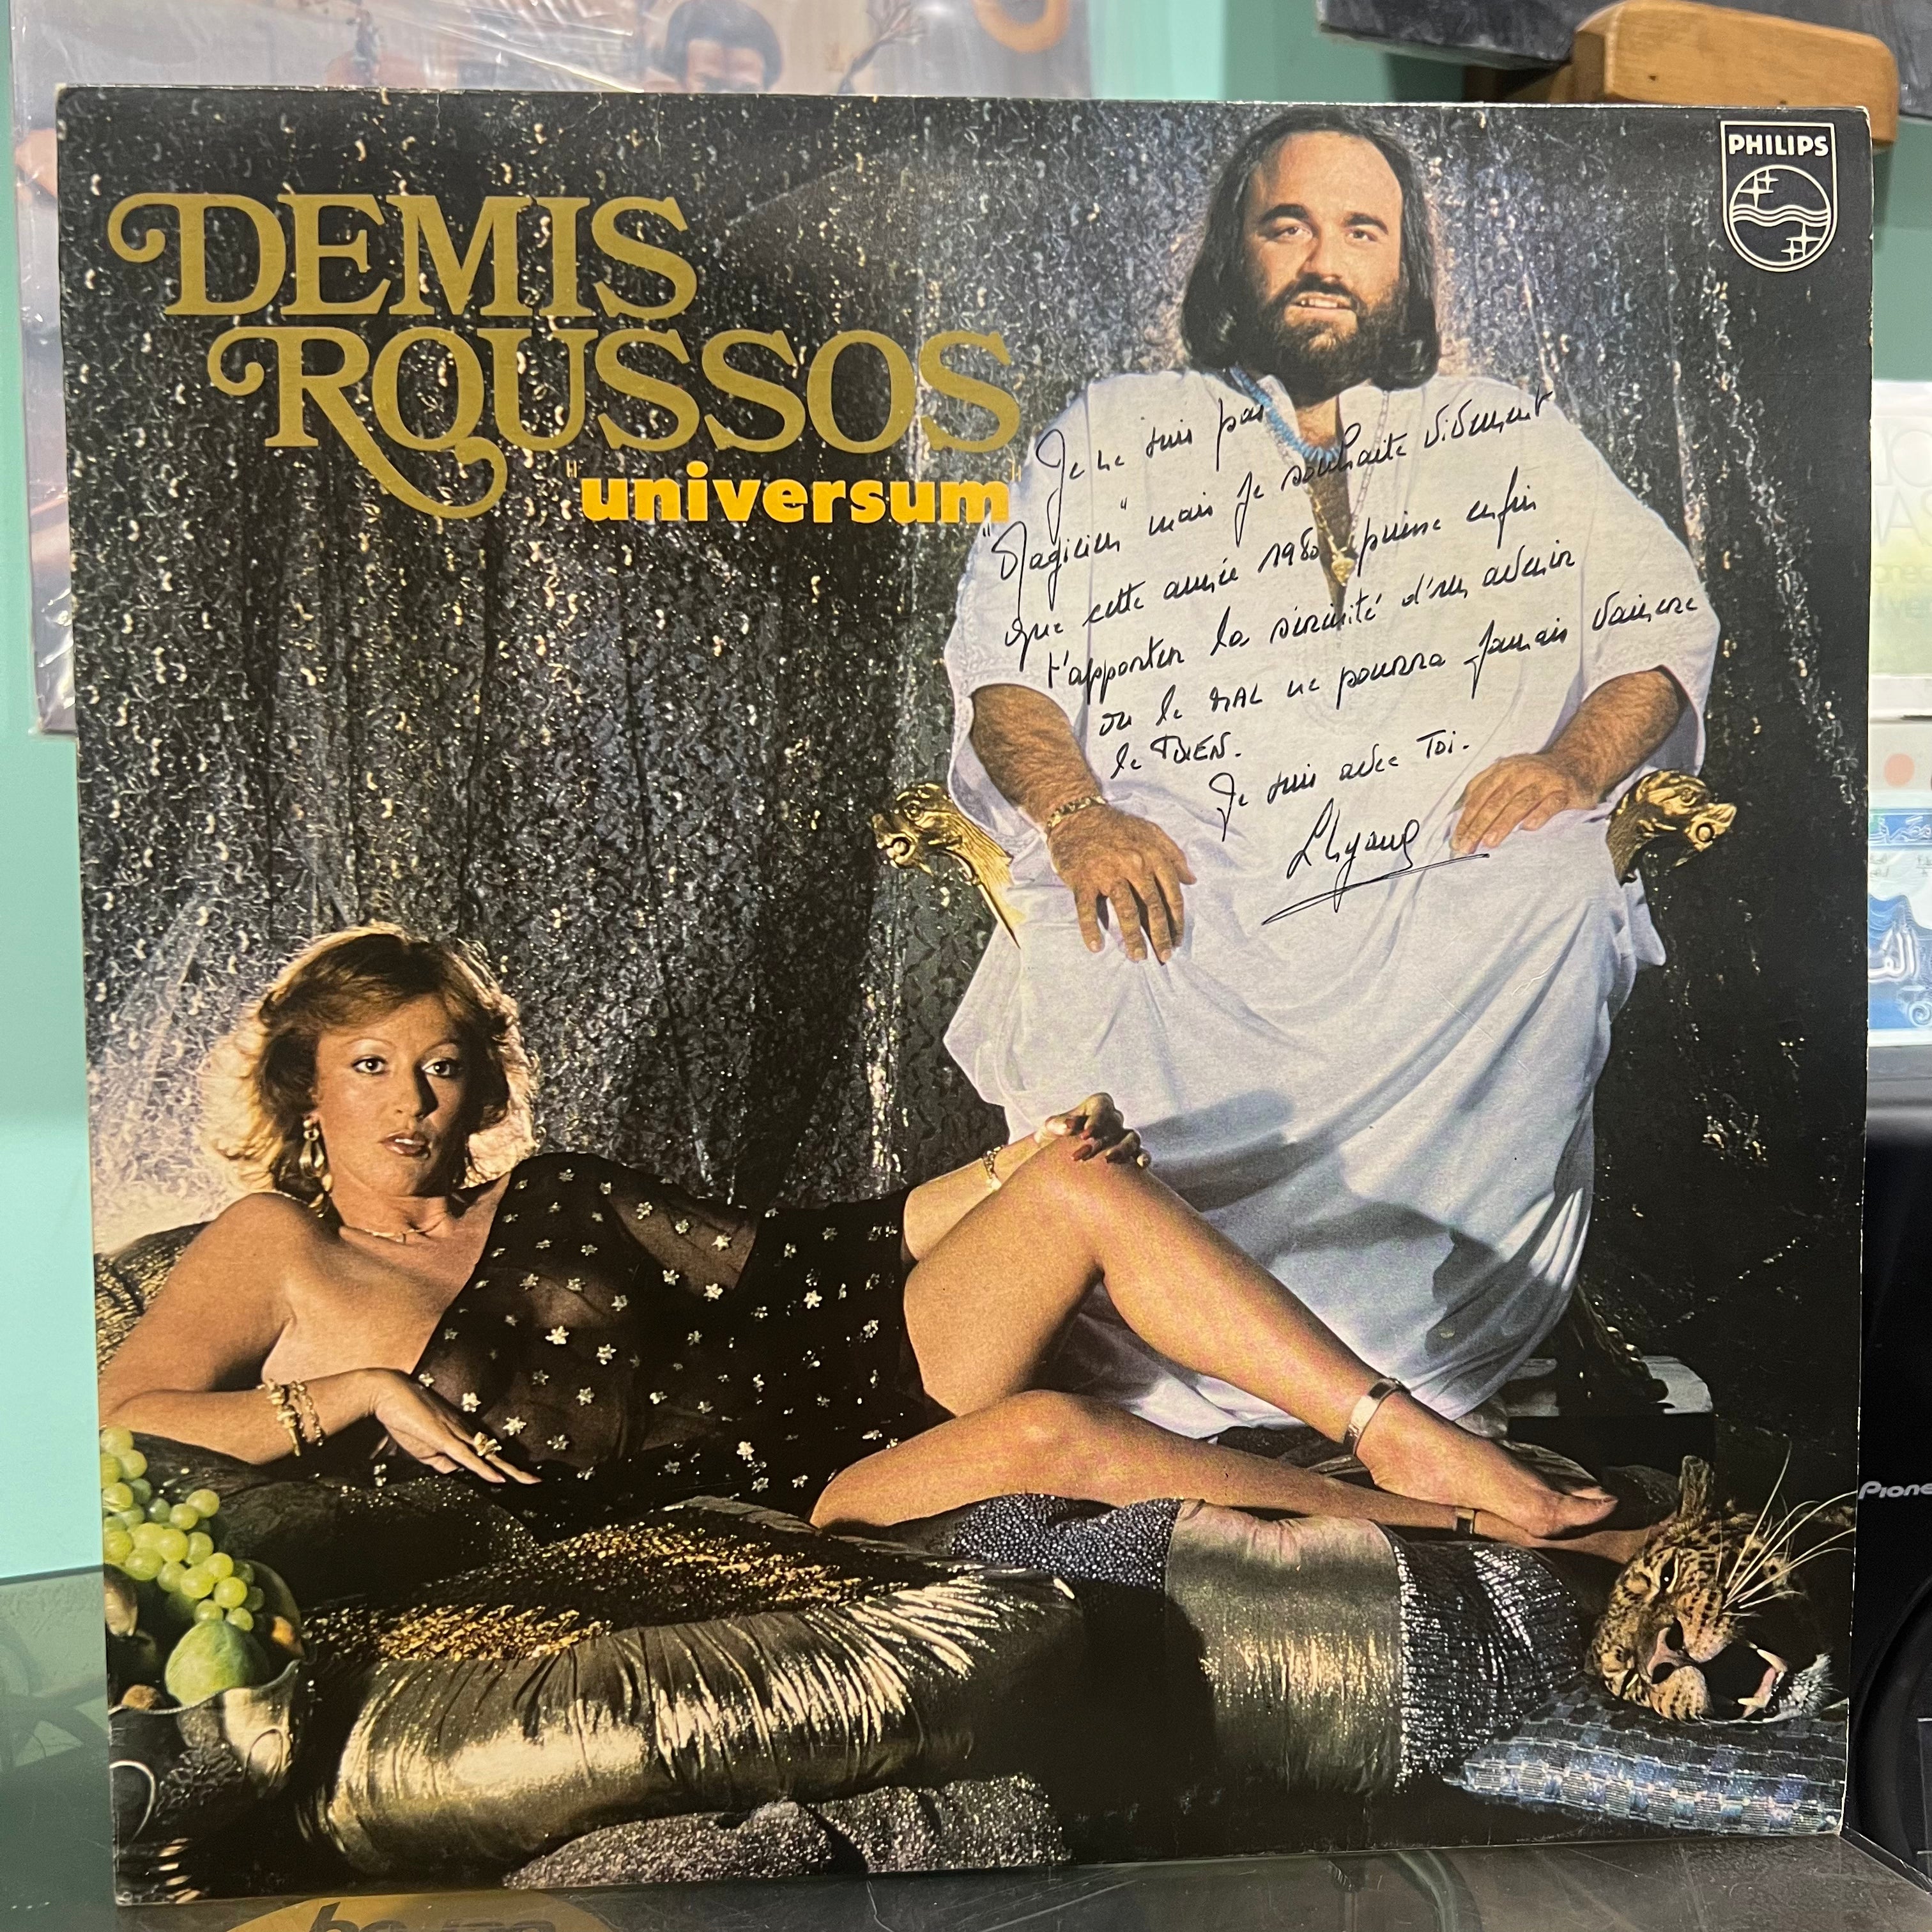 PHILIPS
DEMIS
ROUSSOS
"universum"
Je ne suis pas
"Magicien" mais je souhaite vivement
que cette année 1980 puisse enfin
t'apporter la sérénité d'un avenir
où le MAL ne pourra jamais vaincre
le BIEN.
Je suis avec Toi.
Pione